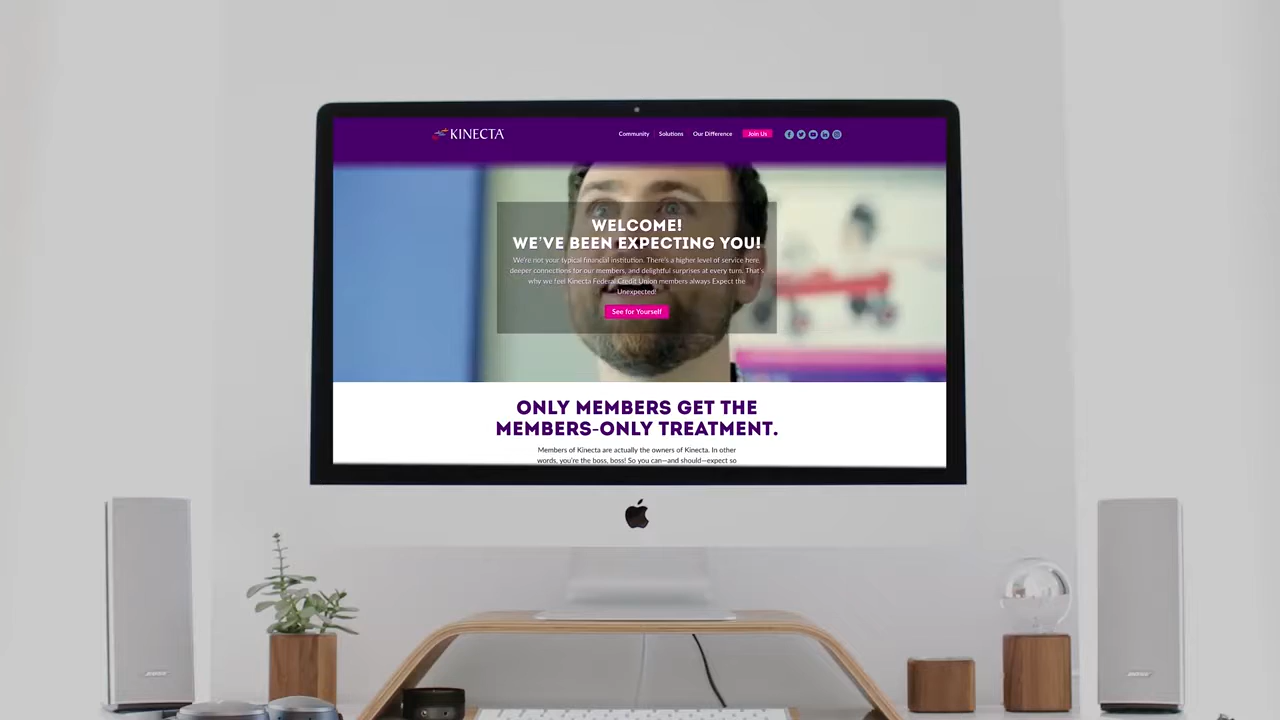 KINECTA
Community Solutions Our Difference Join Us
WELCOME!
WE'VE BEEN EXPECTING YOU!
We're not your typical financial institution. There's a higher level of service here,
deeper connections for our members, and delightful surprises at every turn. That's
why we feel Kinecta Federal Credit Union members always Expect the
Unexpected!
See for Yourself
ONLY MEMBERS GET THE
MEMBERS-ONLY TREATMENT.
Members of Kinecta are actually the owners of Kinecta. In other
words, you're the boss, boss! So you can—and should—expect so
BOSE
BOSE